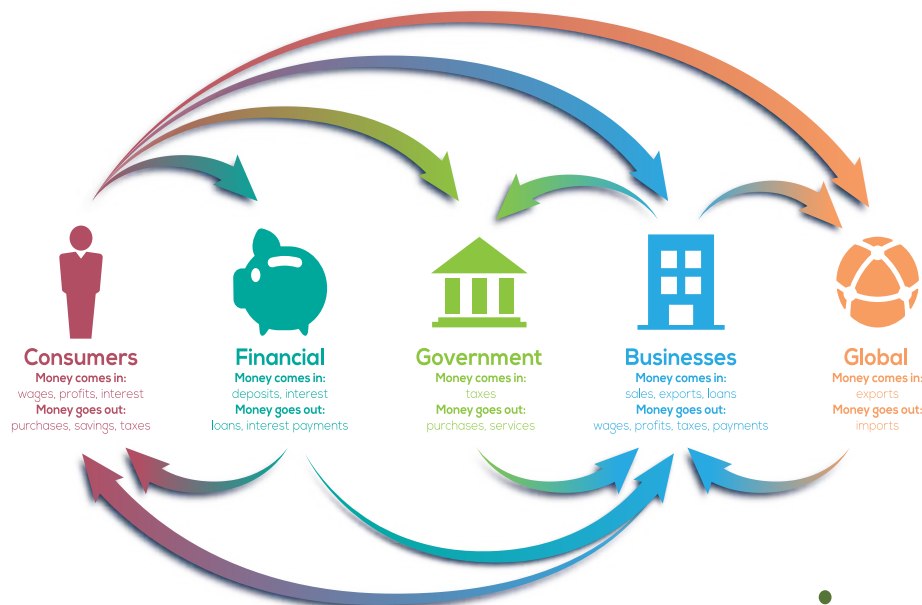 Consumers
Money comes in:
wages, profits, interest
Money goes out:
purchases, savings, taxes
Financial
Money comes in:
deposits, interest
Money goes out:
loans, interest payments
Government
Money comes in:
taxes
Money goes out:
purchases, services
Businesses
Money comes in:
sales, exports, loans
Money goes out:
wages, profits, taxes, payments
Global
Money comes in:
exports
Money goes out:
imports